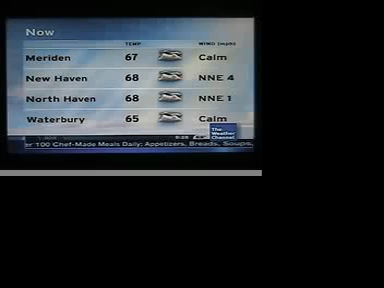 Now
TEMP WIND (mph)
Meriden 67 Calm
New Haven 68 NNE 4
North Haven 68 NNE 1
Waterbury 65 Calm
The
Weather
Channel
er 100 Chef-Made Meals Daily; Appetizers, Breads, Soups,